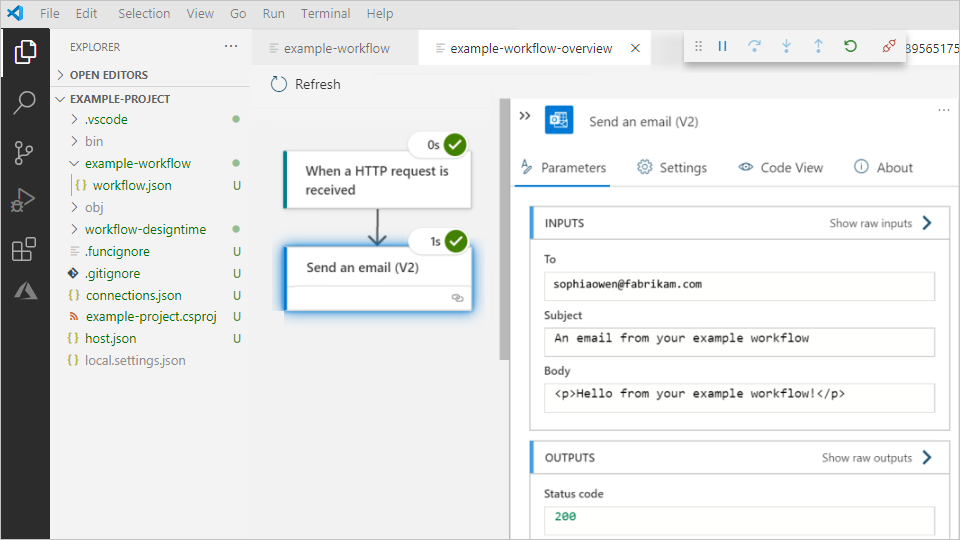 File Edit Selection View Go Run Terminal Help
EXPLORER
OPEN EDITORS
EXAMPLE-PROJECT
.vscode
bin
example-workflow
{} workflow.json U
obj
workflow-designtime
.funcignore U
.gitignore U
{} connections.json U
example-project.csproj U
{} host.json U
{} local.settings.json
example-workflow
example-workflow-overview
39565175
Refresh
0s
When a HTTP request is
received
1s
Send an email (V2)
Send an email (V2)
Parameters Settings Code View About
INPUTS Show raw inputs
To
sophiaowen@fabrikam.com
Subject
An email from your example workflow
Body
<p>Hello from your example workflow!</p>
OUTPUTS Show raw outputs
Status code
200